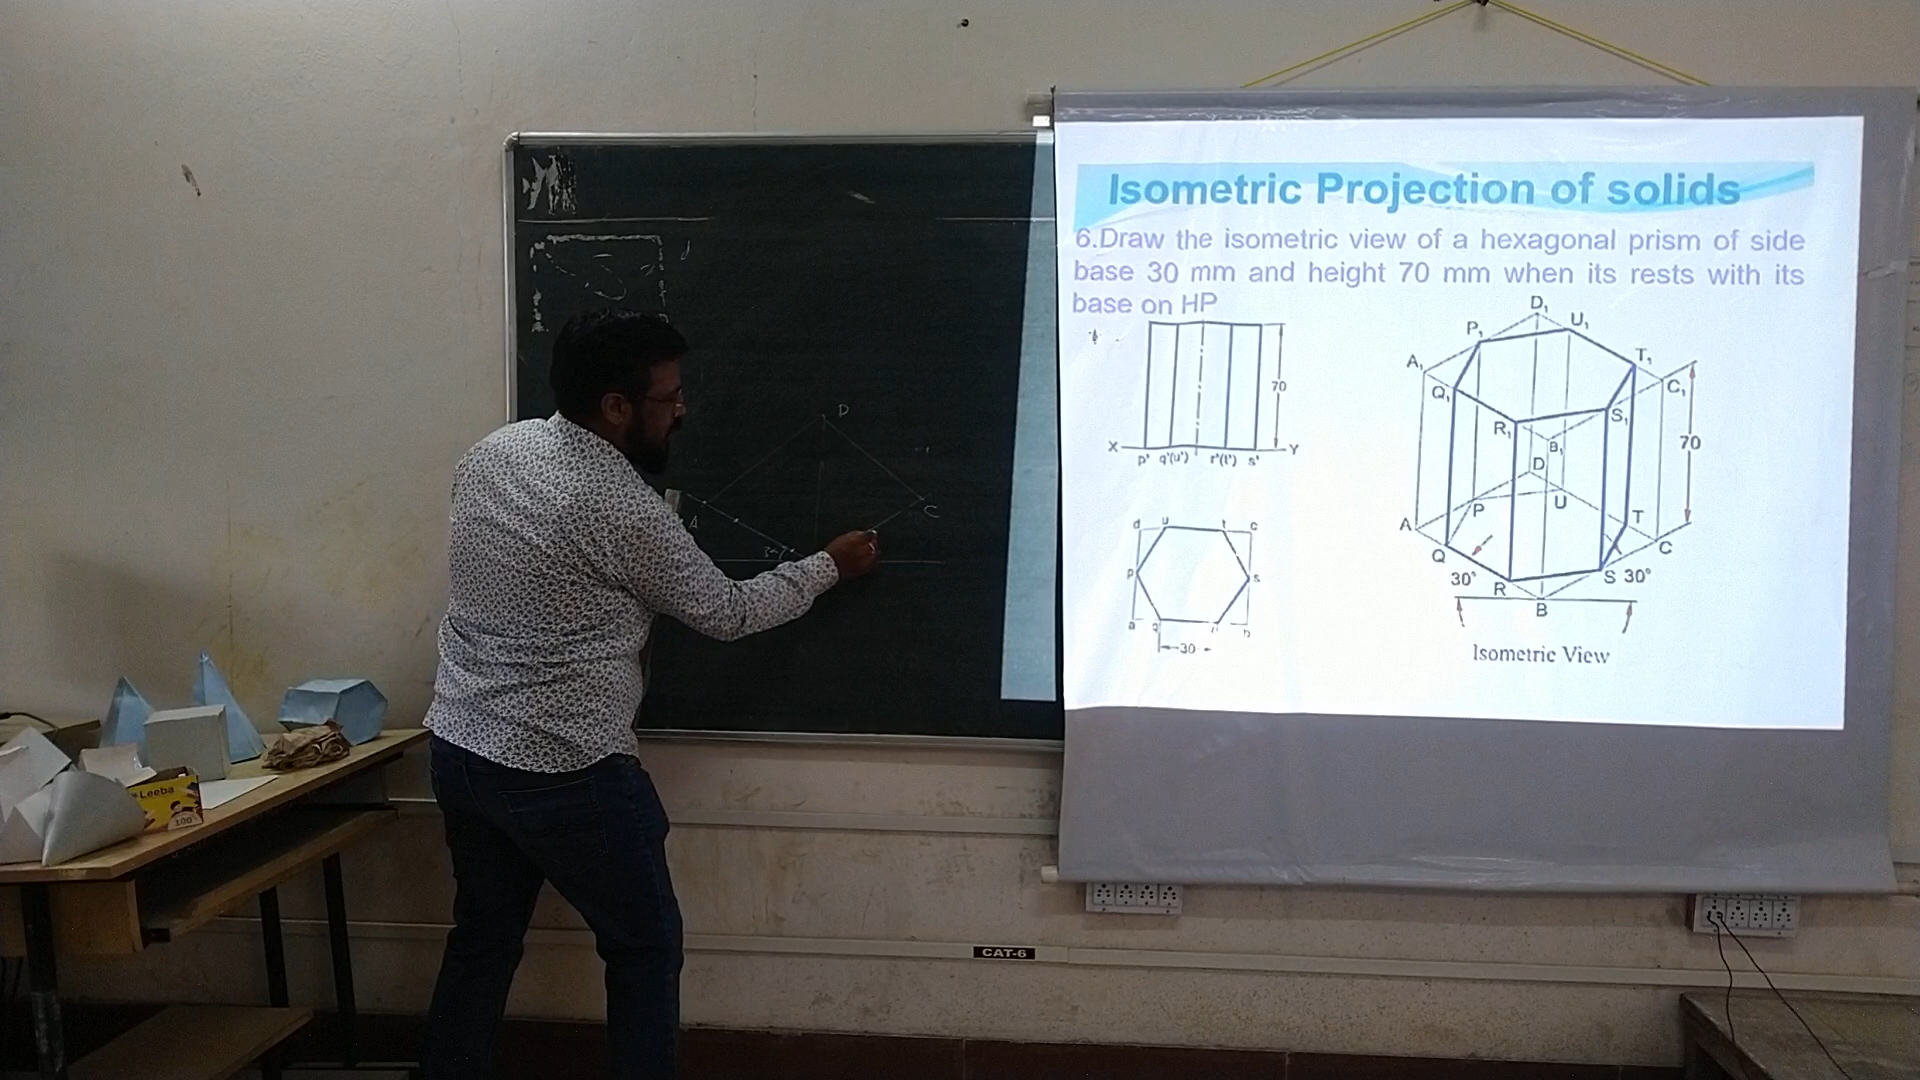 Isometric Projection of solids
6.Draw the isometric view of a hexagonal prism of side
base 30 mm and height 70 mm when its rests with its
base on HP
D₁
P₁ U₁
A₁ T₁
Q₁ C₁
R₁ S₁
B₁
70
D
P U
A T
Q C
30° R S 30°
B
Isometric View
70
X Y
p' q'(u') r'(t') s'
d u t c
p s
a q r b
30
D
A C
CAT-6
Leeba
100